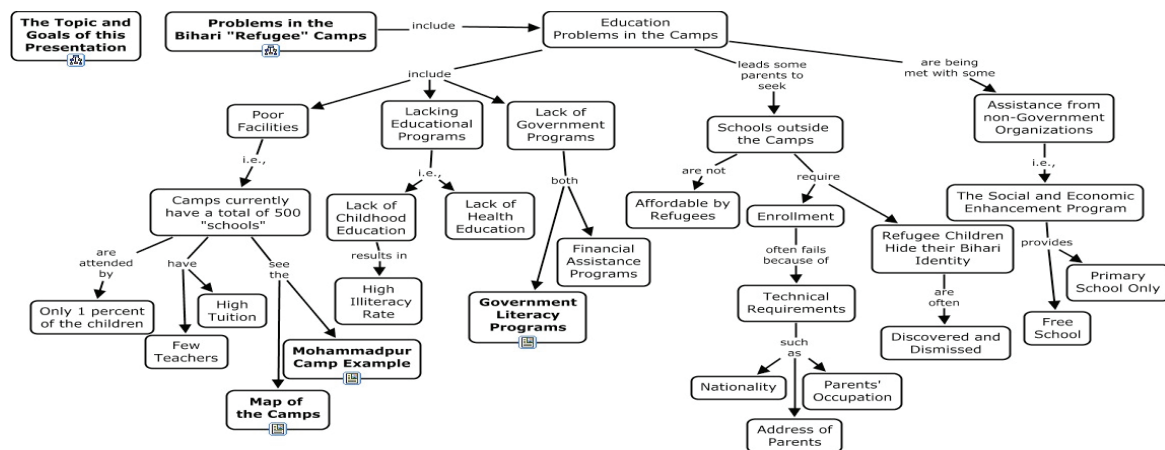 The Topic and
Goals of this
Presentation
Problems in the
Bihari "Refugee" Camps
include
Education
Problems in the Camps
include
leads some
parents to
seek
are being
met with some
Poor
Facilities
Lacking
Educational
Programs
Lack of
Government
Programs
Schools outside
the Camps
Assistance from
non-Government
Organizations
i.e.,
i.e.,
both
are not
require
i.e.,
Camps currently
have a total of 500
"schools"
Lack of
Childhood
Education
Lack of
Health
Education
Affordable by
Refugees
Enrollment
Refugee Children
Hide their Bihari
Identity
The Social and Economic
Enhancement Program
are
attended
by
have
see
the
results in
Financial
Assistance
Programs
often fails
because of
are
often
provides
Only 1 percent
of the children
Few
Teachers
High
Tuition
High
Illiteracy
Rate
Government
Literacy
Programs
Technical
Requirements
Discovered and
Dismissed
Free
School
Primary
School Only
Mohammadpur
Camp Example
Map of
the Camps
such
as
Nationality
Parents'
Occupation
Address of
Parents